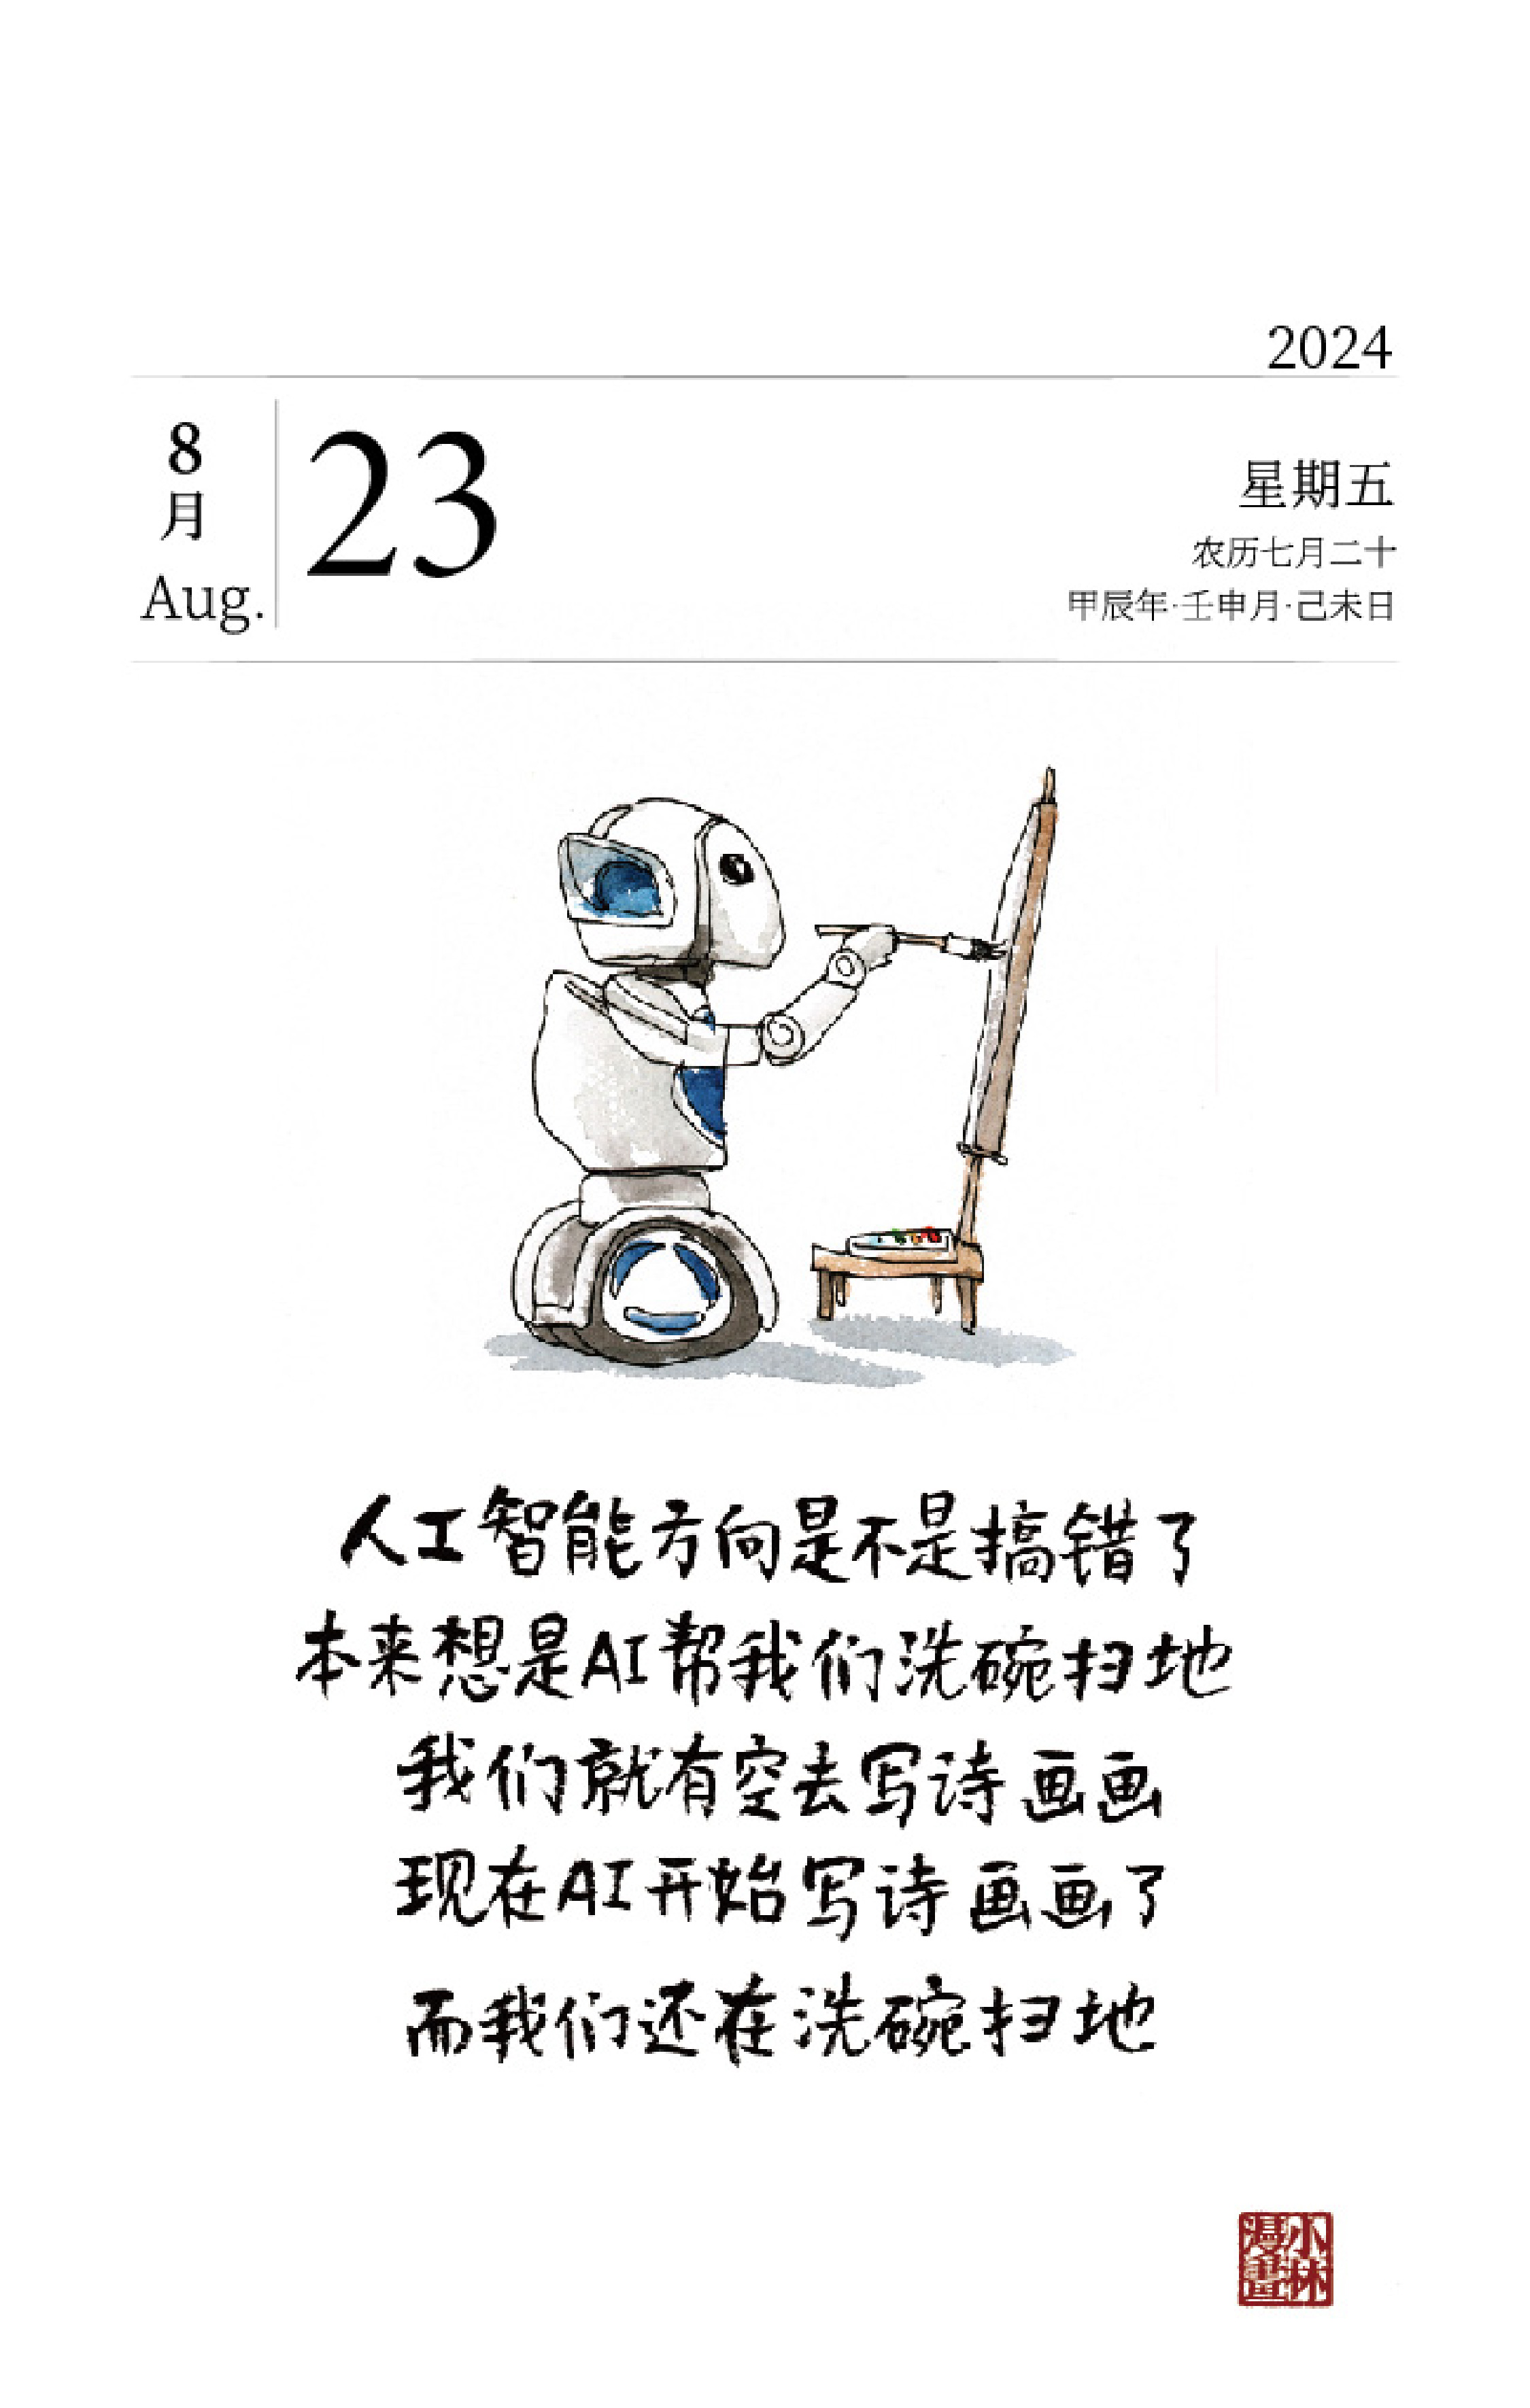 2024
8
月
Aug.
23
星期五
农历七月二十
甲辰年·壬申月·己未日
人工智能方向是不是搞错了
本来想是AI帮我们洗碗扫地
我们就有空去写诗画画
现在AI开始写诗画画了
而我们还在洗碗扫地
小林
漫畫